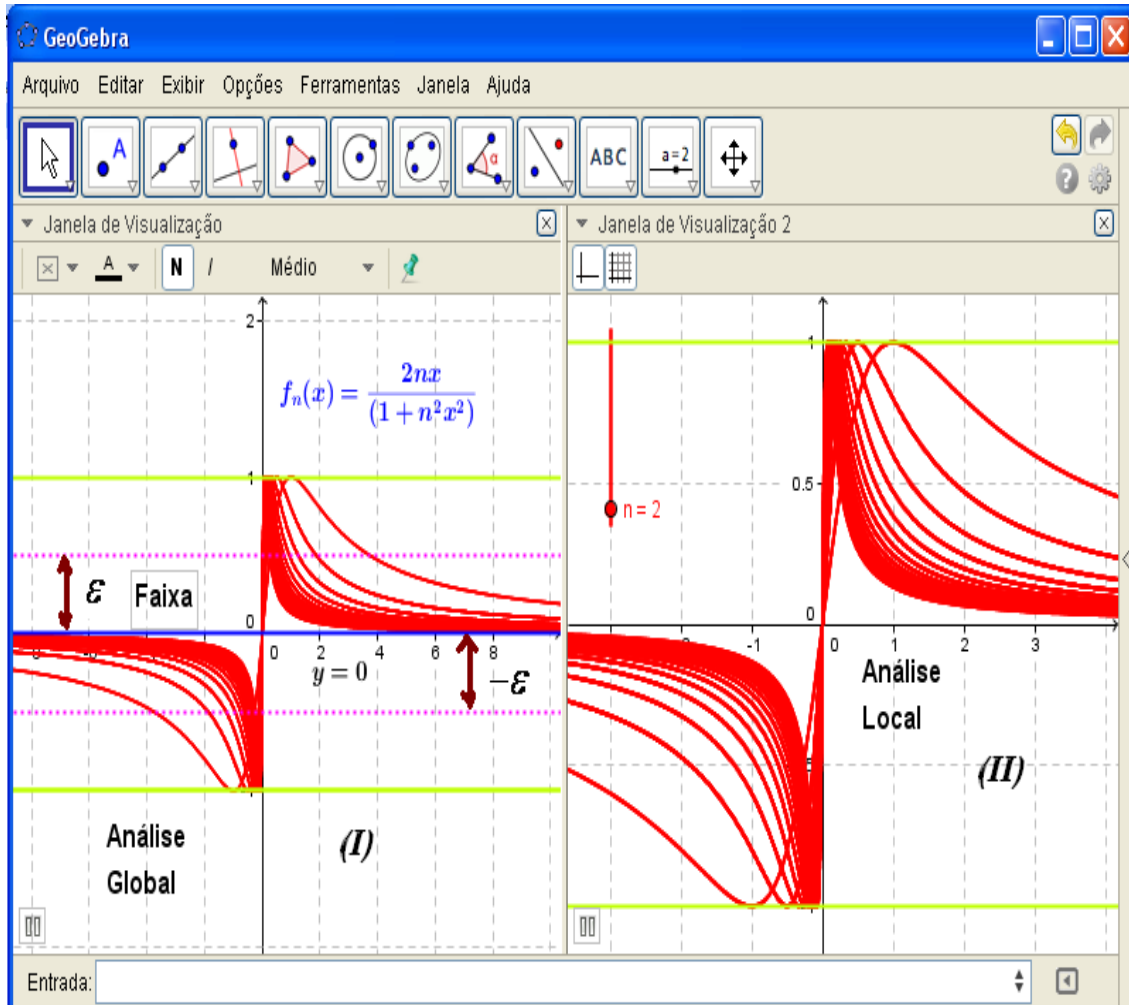 GeoGebra
Arquivo Editar Exibir Opções Ferramentas Janela Ajuda
A
α
ABC
a=2
Janela de Visualização
A N I Médio
2
f_n(x) = 2nx / (1 + n²x²)
1
ε Faixa
0
0 2 4 6 8
y = 0
-ε
Análise
Global
(I)
Janela de Visualização 2
1
0.5
n = 2
0
-1 0 1 2 3
Análise
Local
(II)
Entrada: